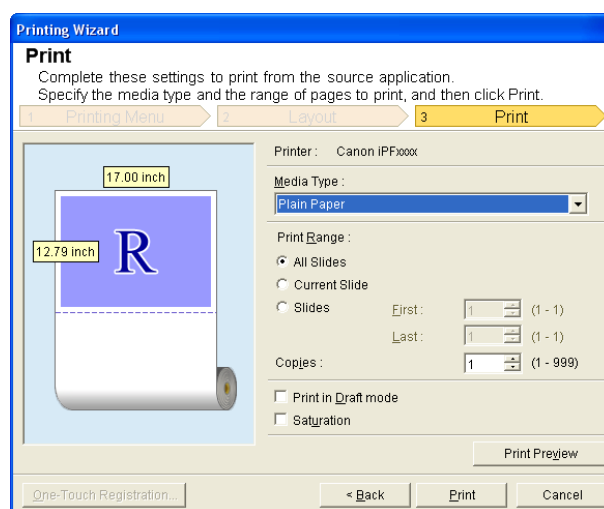 Printing Wizard
Print
Complete these settings to print from the source application.
Specify the media type and the range of pages to print, and then click Print.
1 Printing Menu 2 Layout 3 Print
Printer : Canon iPFxxxx
17.00 inch
12.79 inch
R
Media Type :
Plain Paper
Print Range :
All Slides
Current Slide
Slides First : 1 (1 - 1)
Last : 1 (1 - 1)
Copies : 1 (1 - 999)
Print in Draft mode
Saturation
Print Preview
One-Touch Registration... < Back Print Cancel